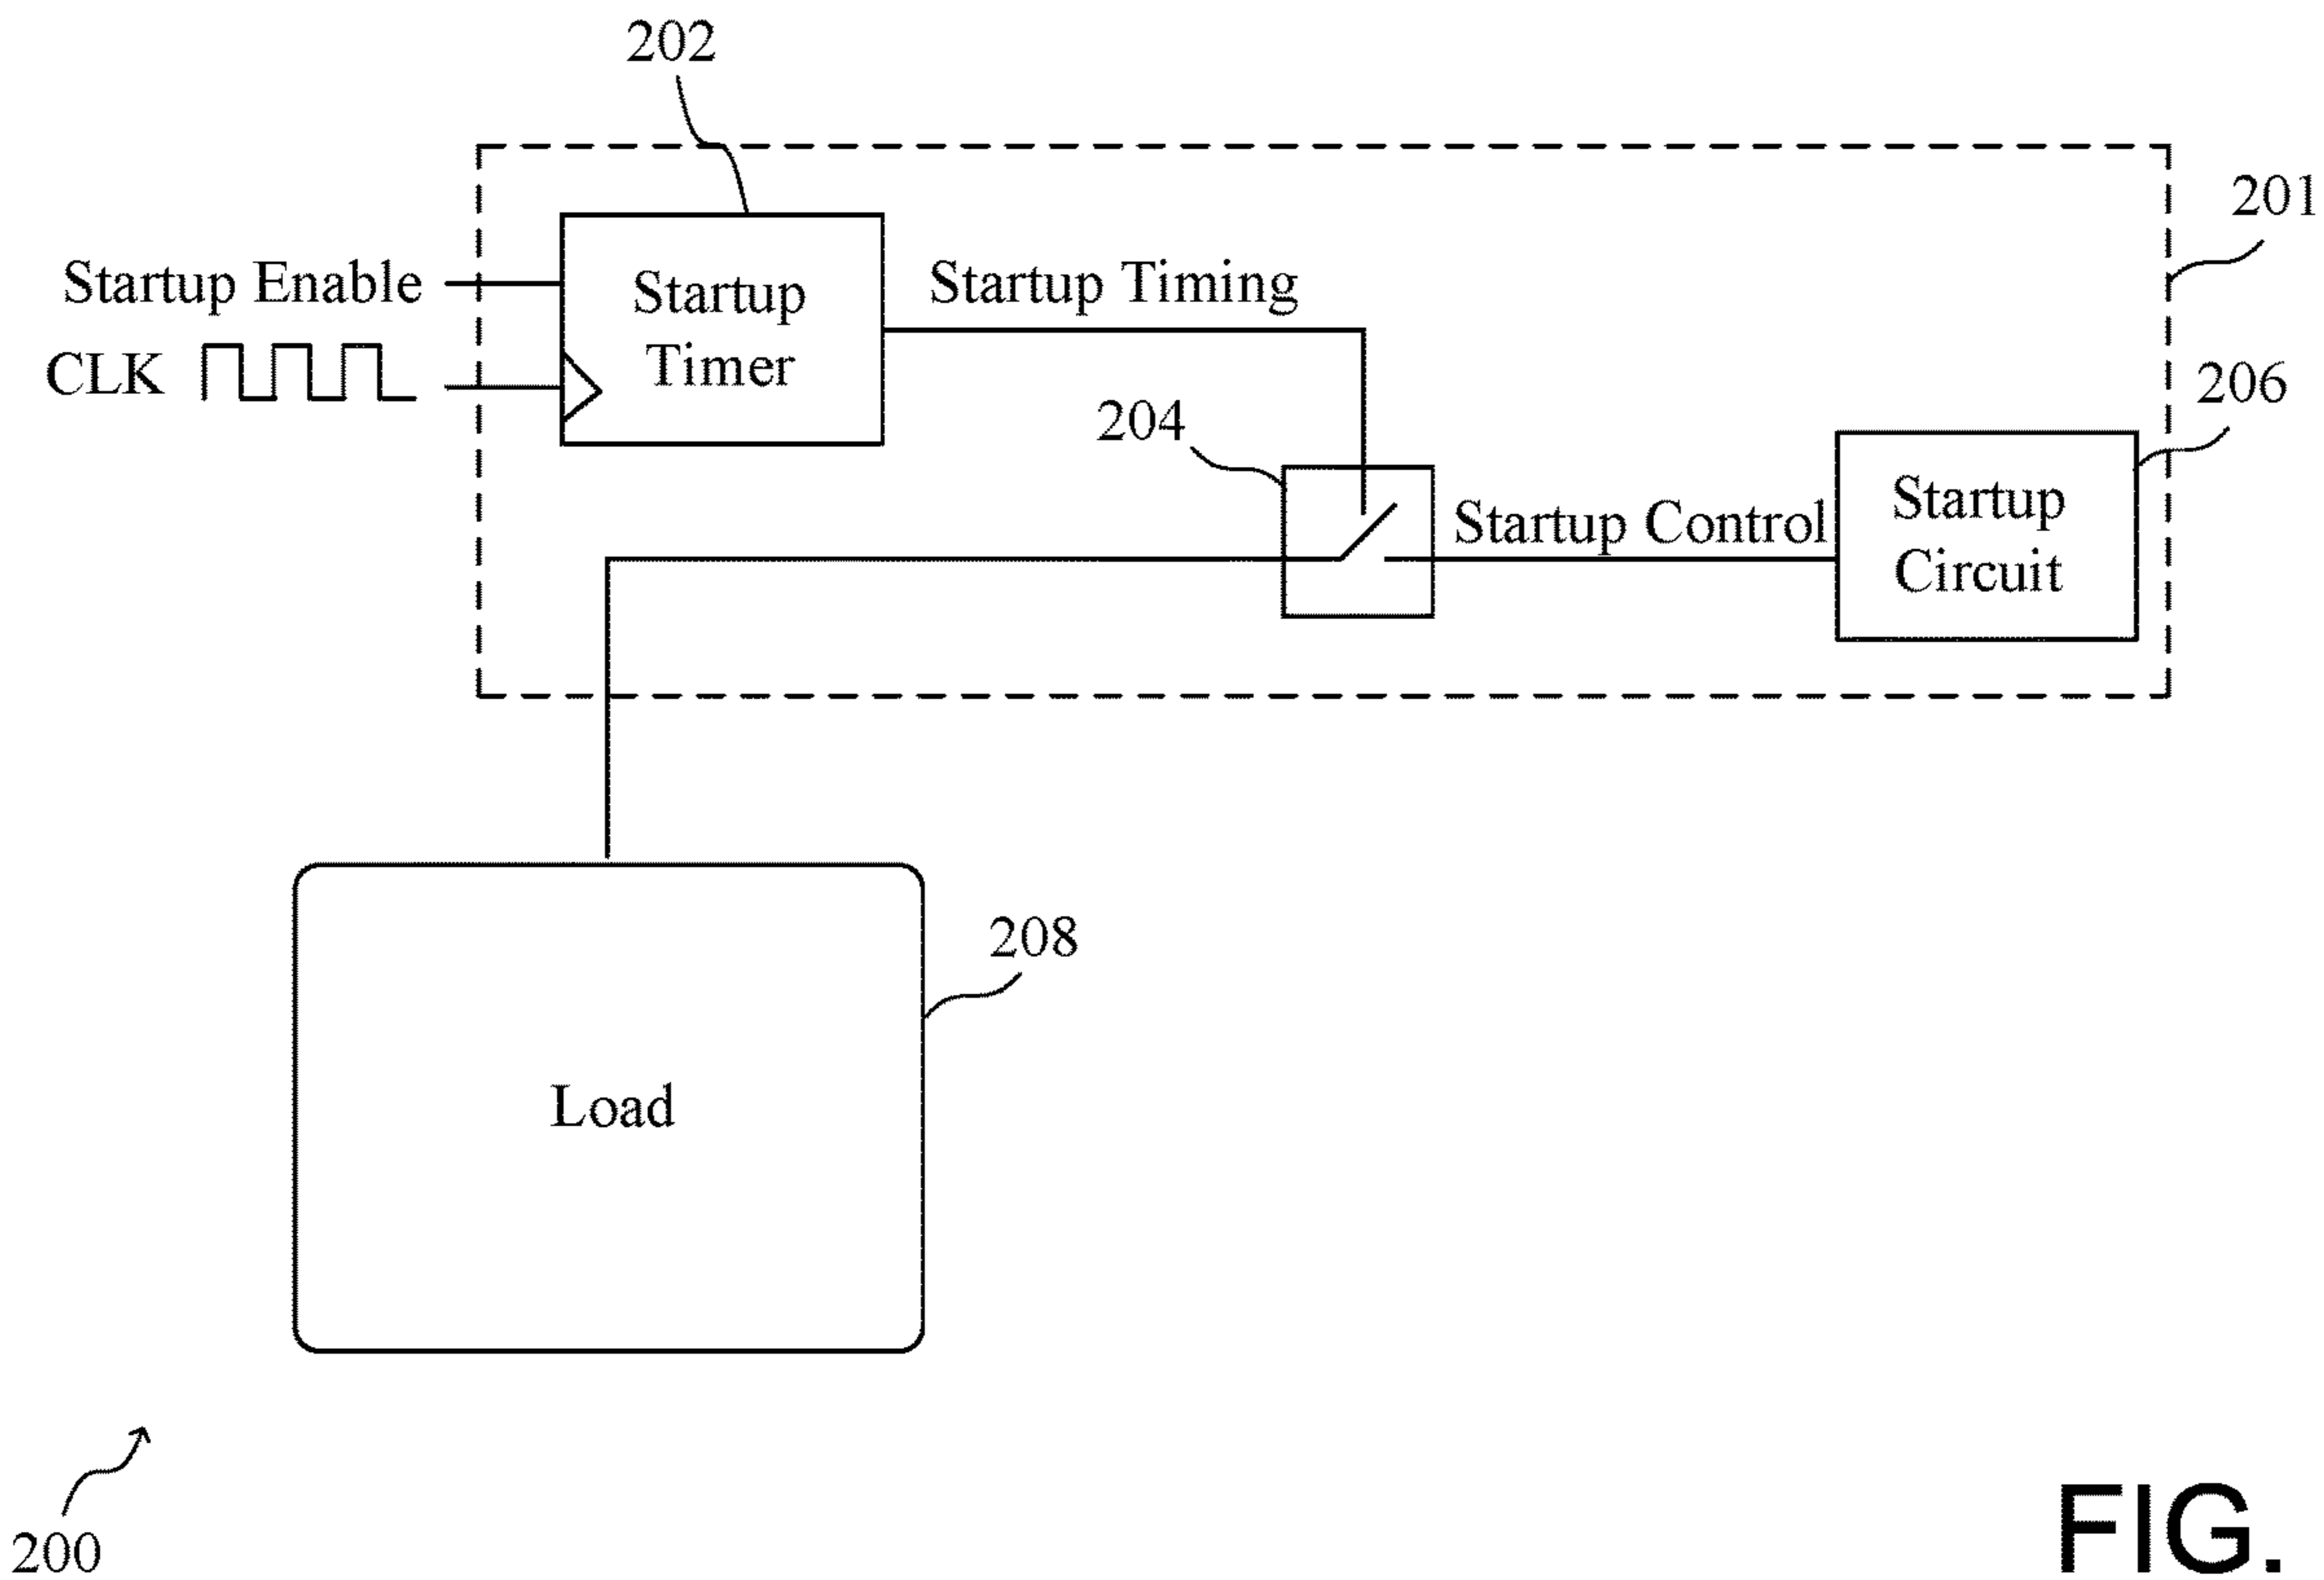 202
201
Startup Enable
Startup
Timer
Startup Timing
CLK
206
204
Startup Control
Startup
Circuit
208
Load
200
FIG.